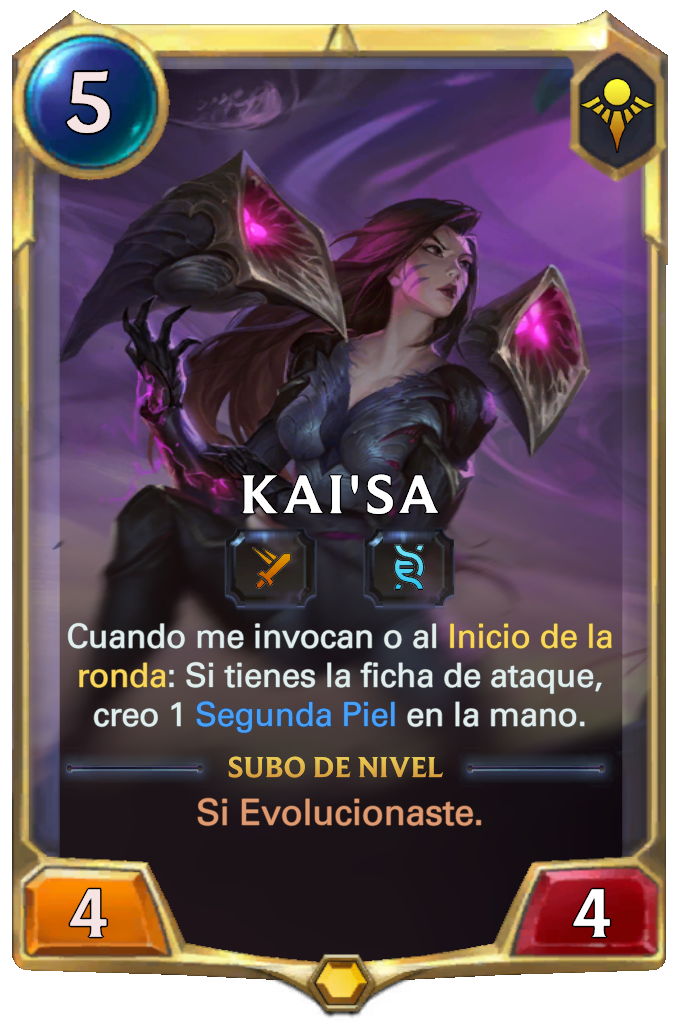 5
KAI'SA
Cuando me invocan o al Inicio de la
ronda: Si tienes la ficha de ataque,
creo 1 Segunda Piel en la mano.
SUBO DE NIVEL
Si Evolucionaste.
4 4